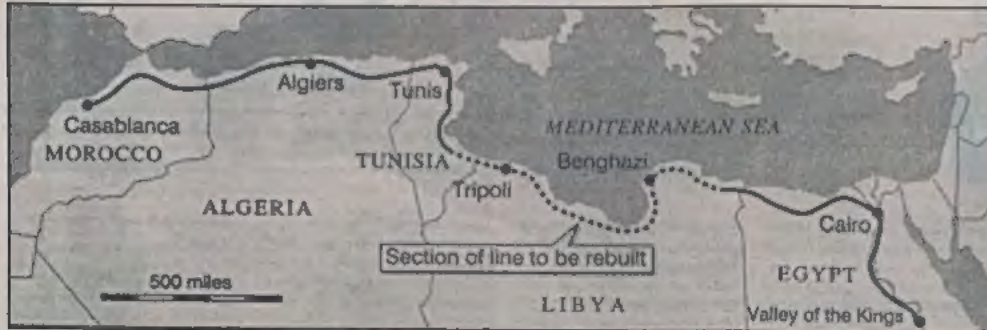 Algiers
Tunis
Casablanca
MOROCCO
MEDITERRANEAN SEA
TUNISIA
Benghazi
Tripoli
ALGERIA
Cairo
Section of line to be rebuilt
500 miles
EGYPT
LIBYA
Valley of the Kings